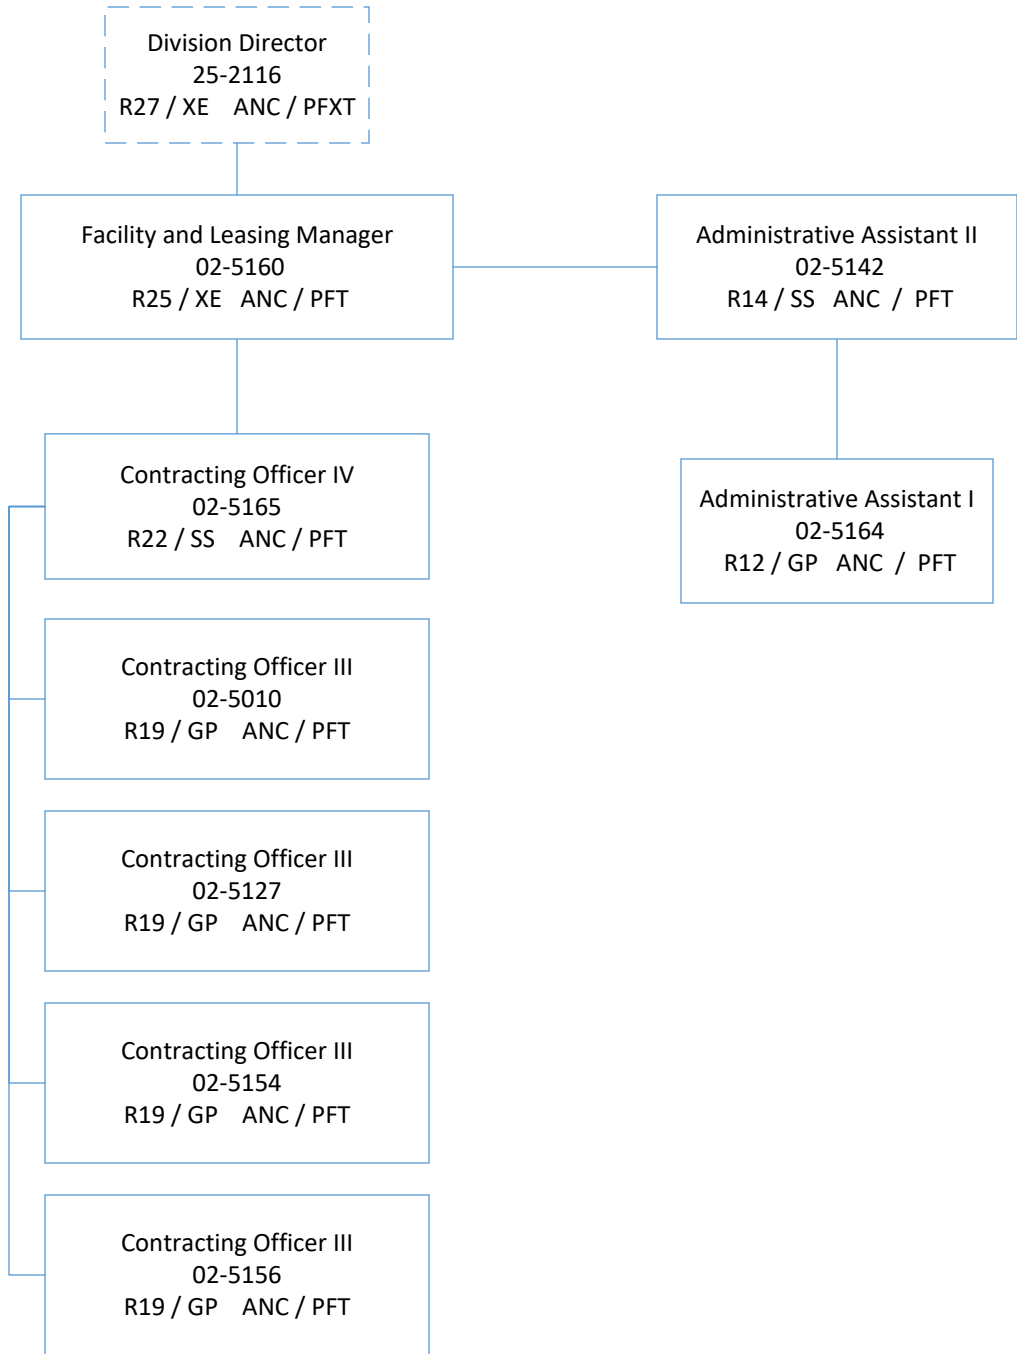 Division Director
25-2116
R27 / XE ANC / PFXT
Facility and Leasing Manager
02-5160
R25 / XE ANC / PFT
Administrative Assistant II
02-5142
R14 / SS ANC / PFT
Contracting Officer IV
02-5165
R22 / SS ANC / PFT
Administrative Assistant I
02-5164
R12 / GP ANC / PFT
Contracting Officer III
02-5010
R19 / GP ANC / PFT
Contracting Officer III
02-5127
R19 / GP ANC / PFT
Contracting Officer III
02-5154
R19 / GP ANC / PFT
Contracting Officer III
02-5156
R19 / GP ANC / PFT